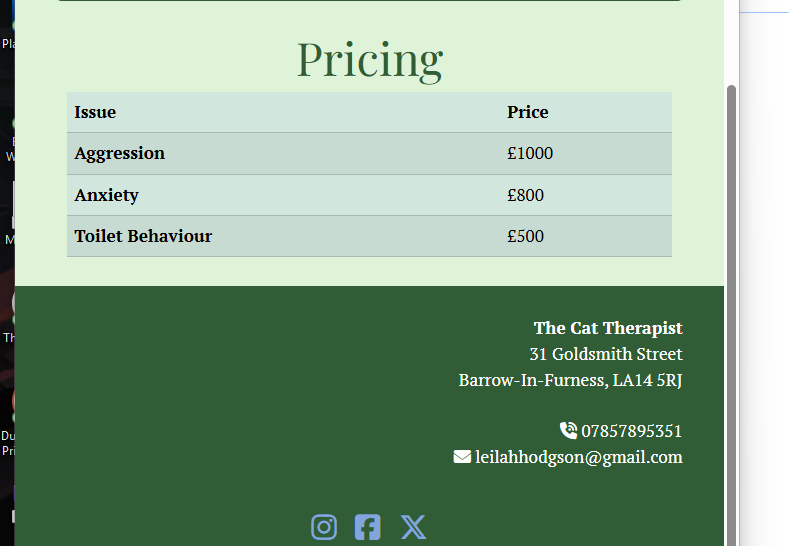 Pricing
Issue Price
Aggression £1000
Anxiety £800
Toilet Behaviour £500
The Cat Therapist
31 Goldsmith Street
Barrow-In-Furness, LA14 5RJ
07857895351
leilahhodgson@gmail.com